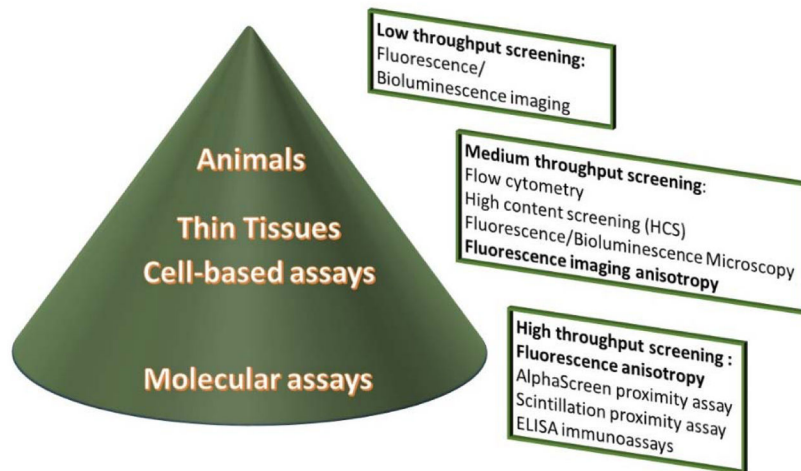 Animals
Thin Tissues
Cell-based assays
Molecular assays
Low throughput screening:
Fluorescence/
Bioluminescence imaging
Medium throughput screening:
Flow cytometry
High content screening (HCS)
Fluorescence/Bioluminescence Microscopy
Fluorescence imaging anisotropy
High throughput screening :
Fluorescence anisotropy
AlphaScreen proximity assay
Scintillation proximity assay
ELISA immunoassays